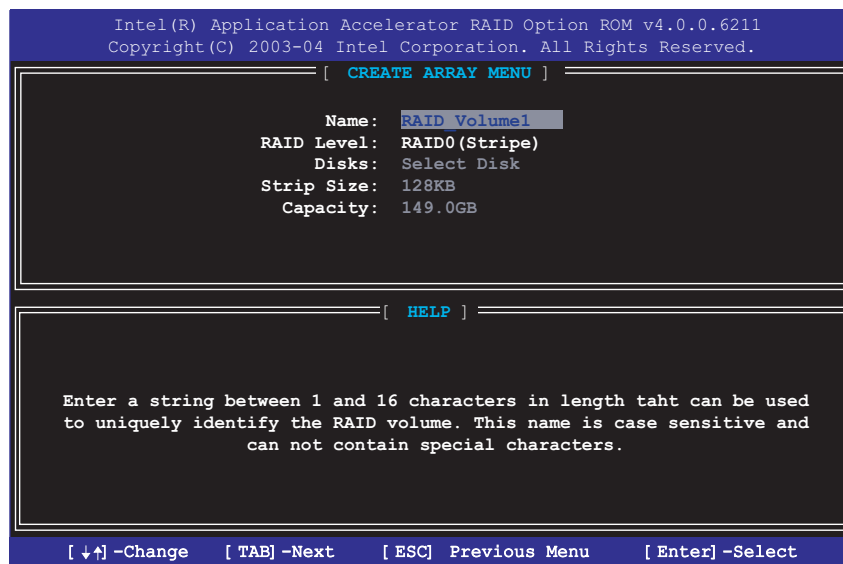 Intel(R) Application Accelerator RAID Option ROM v4.0.0.6211
Copyright(C) 2003-04 Intel Corporation. All Rights Reserved.
[ CREATE ARRAY MENU ]
Name: RAID_Volume1
RAID Level: RAID0(Stripe)
Disks: Select Disk
Strip Size: 128KB
Capacity: 149.0GB
[ HELP ]
Enter a string between 1 and 16 characters in length taht can be used
to uniquely identify the RAID volume. This name is case sensitive and
can not contain special characters.
[↓↑]-Change [TAB]-Next [ESC] Previous Menu [Enter]-Select